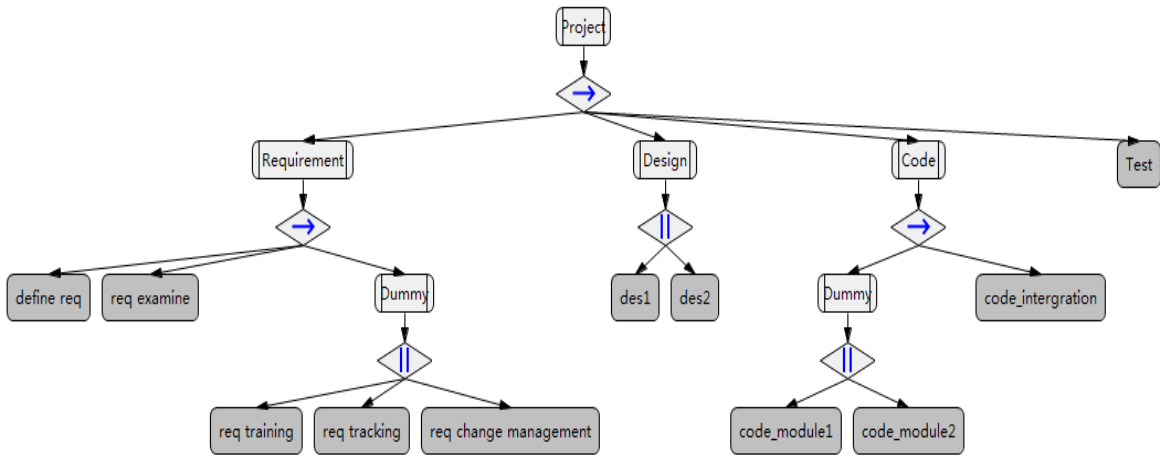 Project
Requirement
Design
Code
Test
define req
req examine
Dummy
des1
des2
Dummy
code_intergration
req training
req tracking
req change management
code_module1
code_module2